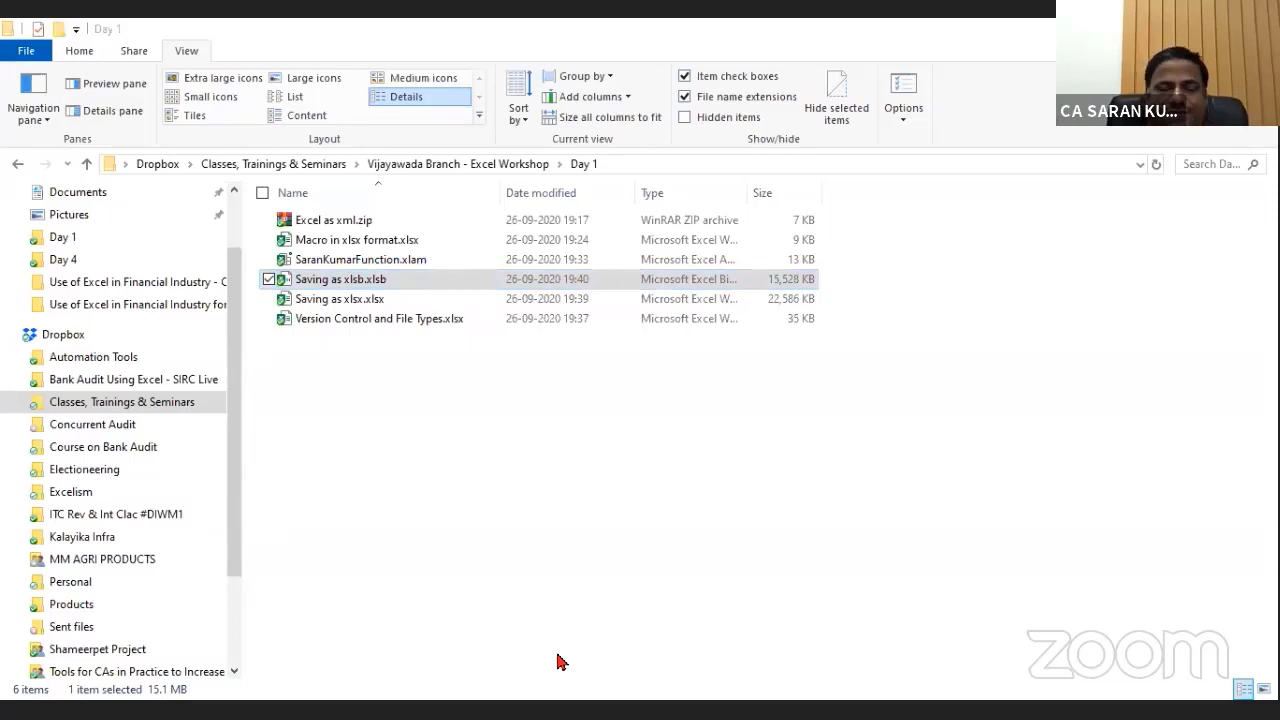 Day 1
File Home Share View
Navigation pane
Preview pane
Details pane
Panes
Extra large icons Large icons Medium icons
Small icons List Details
Tiles Content
Layout
Sort by
Group by
Add columns
Size all columns to fit
Current view
Item check boxes
File name extensions
Hidden items
Hide selected items
Show/hide
Options
CA SARAN KU...
Dropbox > Classes, Trainings & Seminars > Vijayawada Branch - Excel Workshop > Day 1
Search Da...
Documents
Pictures
Day 1
Day 4
Use of Excel in Financial Industry - C
Use of Excel in Financial Industry for
Dropbox
Automation Tools
Bank Audit Using Excel - SIRC Live
Classes, Trainings & Seminars
Concurrent Audit
Course on Bank Audit
Electioneering
Excelism
ITC Rev & Int Clac #DIWM1
Kalayika Infra
MM AGRI PRODUCTS
Personal
Products
Sent files
Shameerpet Project
Tools for CAs in Practice to Increase
Name Date modified Type Size
Excel as xml.zip 26-09-2020 19:17 WinRAR ZIP archive 7 KB
Macro in xlsx format.xlsx 26-09-2020 19:24 Microsoft Excel W... 9 KB
SaranKumarFunction.xlam 26-09-2020 19:33 Microsoft Excel A... 13 KB
Saving as xlsb.xlsb 26-09-2020 19:40 Microsoft Excel Bi... 15,528 KB
Saving as xlsx.xlsx 26-09-2020 19:39 Microsoft Excel W... 22,586 KB
Version Control and File Types.xlsx 26-09-2020 19:37 Microsoft Excel W... 35 KB
zoom
6 items 1 item selected 15.1 MB